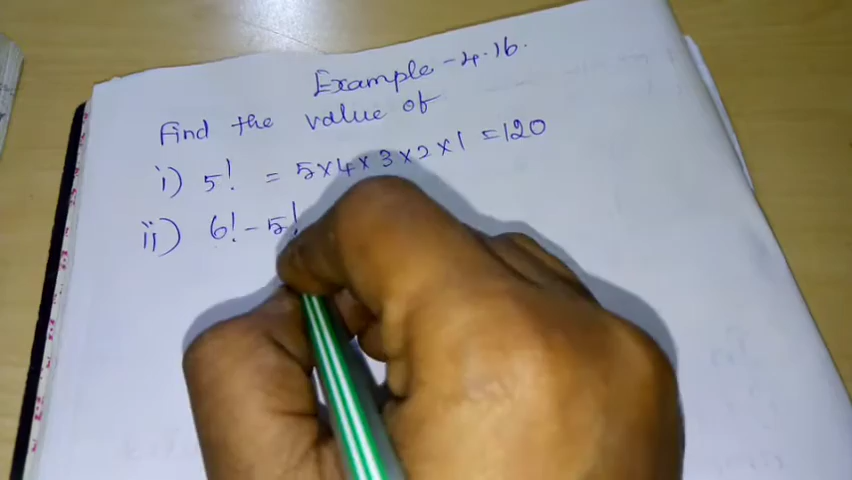 Example - 4.16.
Find the value of
i) 5! = 5×4×3×2×1 = 120
ii) 6! - 5!